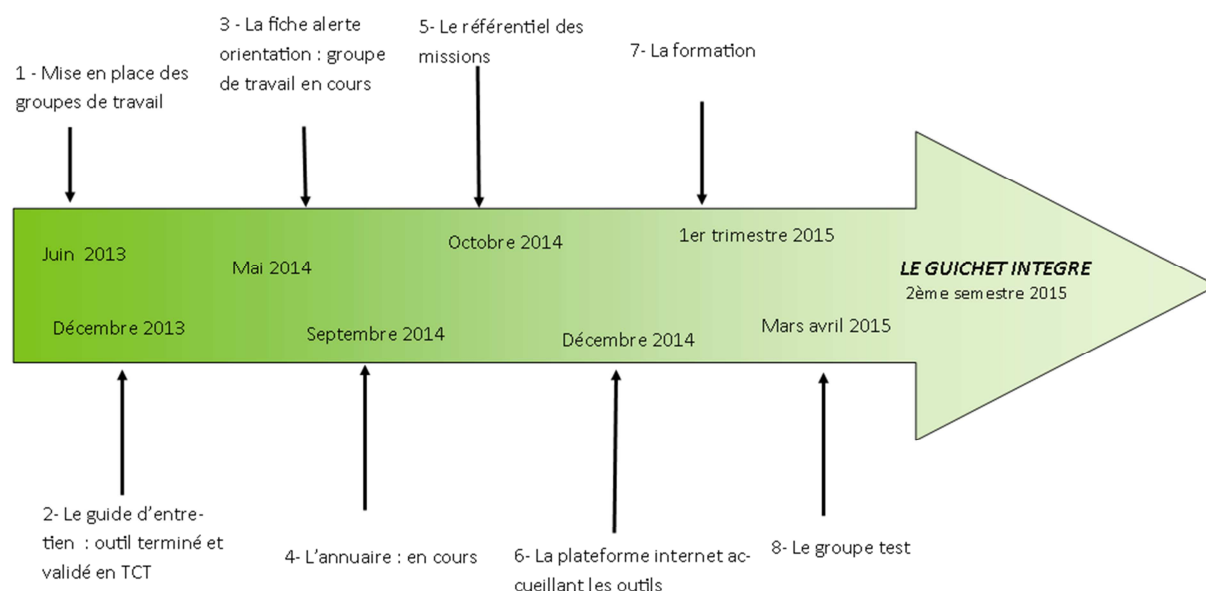 1 - Mise en place des
groupes de travail
3 - La fiche alerte
orientation : groupe
de travail en cours
5- Le référentiel des
missions
7- La formation
Juin 2013
Mai 2014
Octobre 2014
1er trimestre 2015
LE GUICHET INTEGRE
2ème semestre 2015
Décembre 2013
Septembre 2014
Décembre 2014
Mars avril 2015
2- Le guide d’entre-
tien : outil terminé et
validé en TCT
4- L’annuaire : en cours
6- La plateforme internet ac-
cueillant les outils
8- Le groupe test